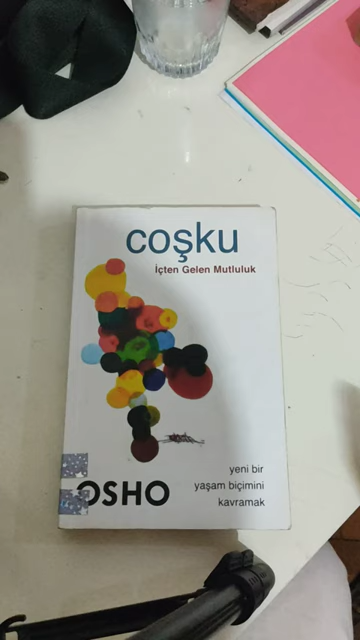 coşku
İçten Gelen Mutluluk
yeni bir
yaşam biçimini
kavramak
OSHO